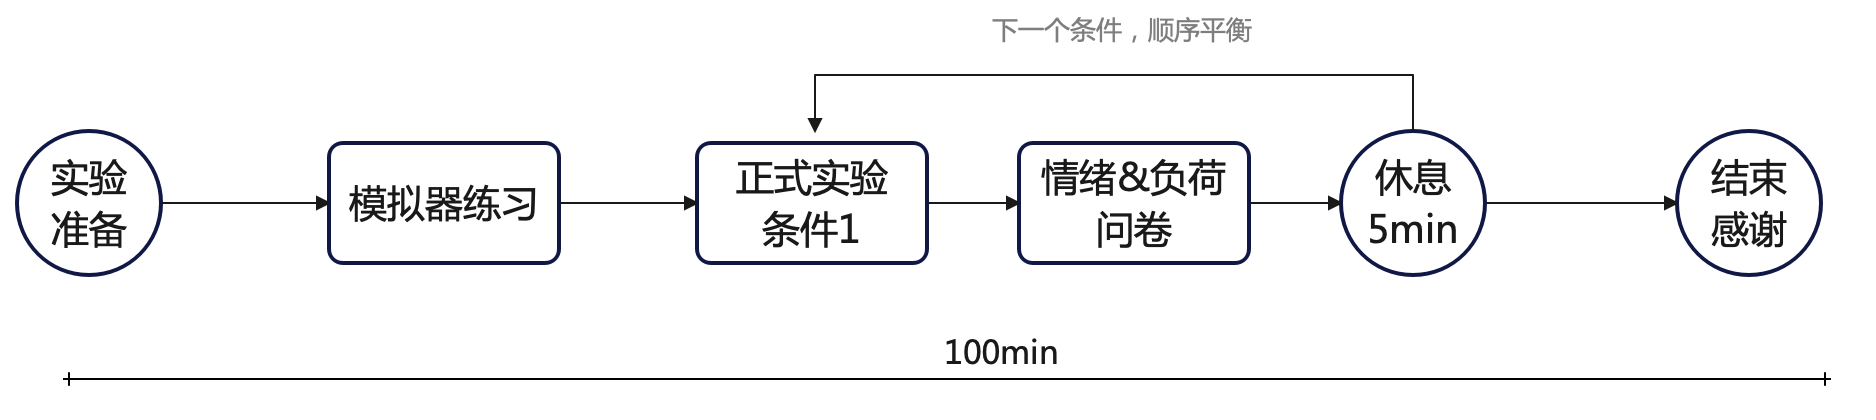 下一个条件，顺序平衡
实验
准备
模拟器练习
正式实验
条件1
情绪&负荷
问卷
休息
5min
结束
感谢
100min